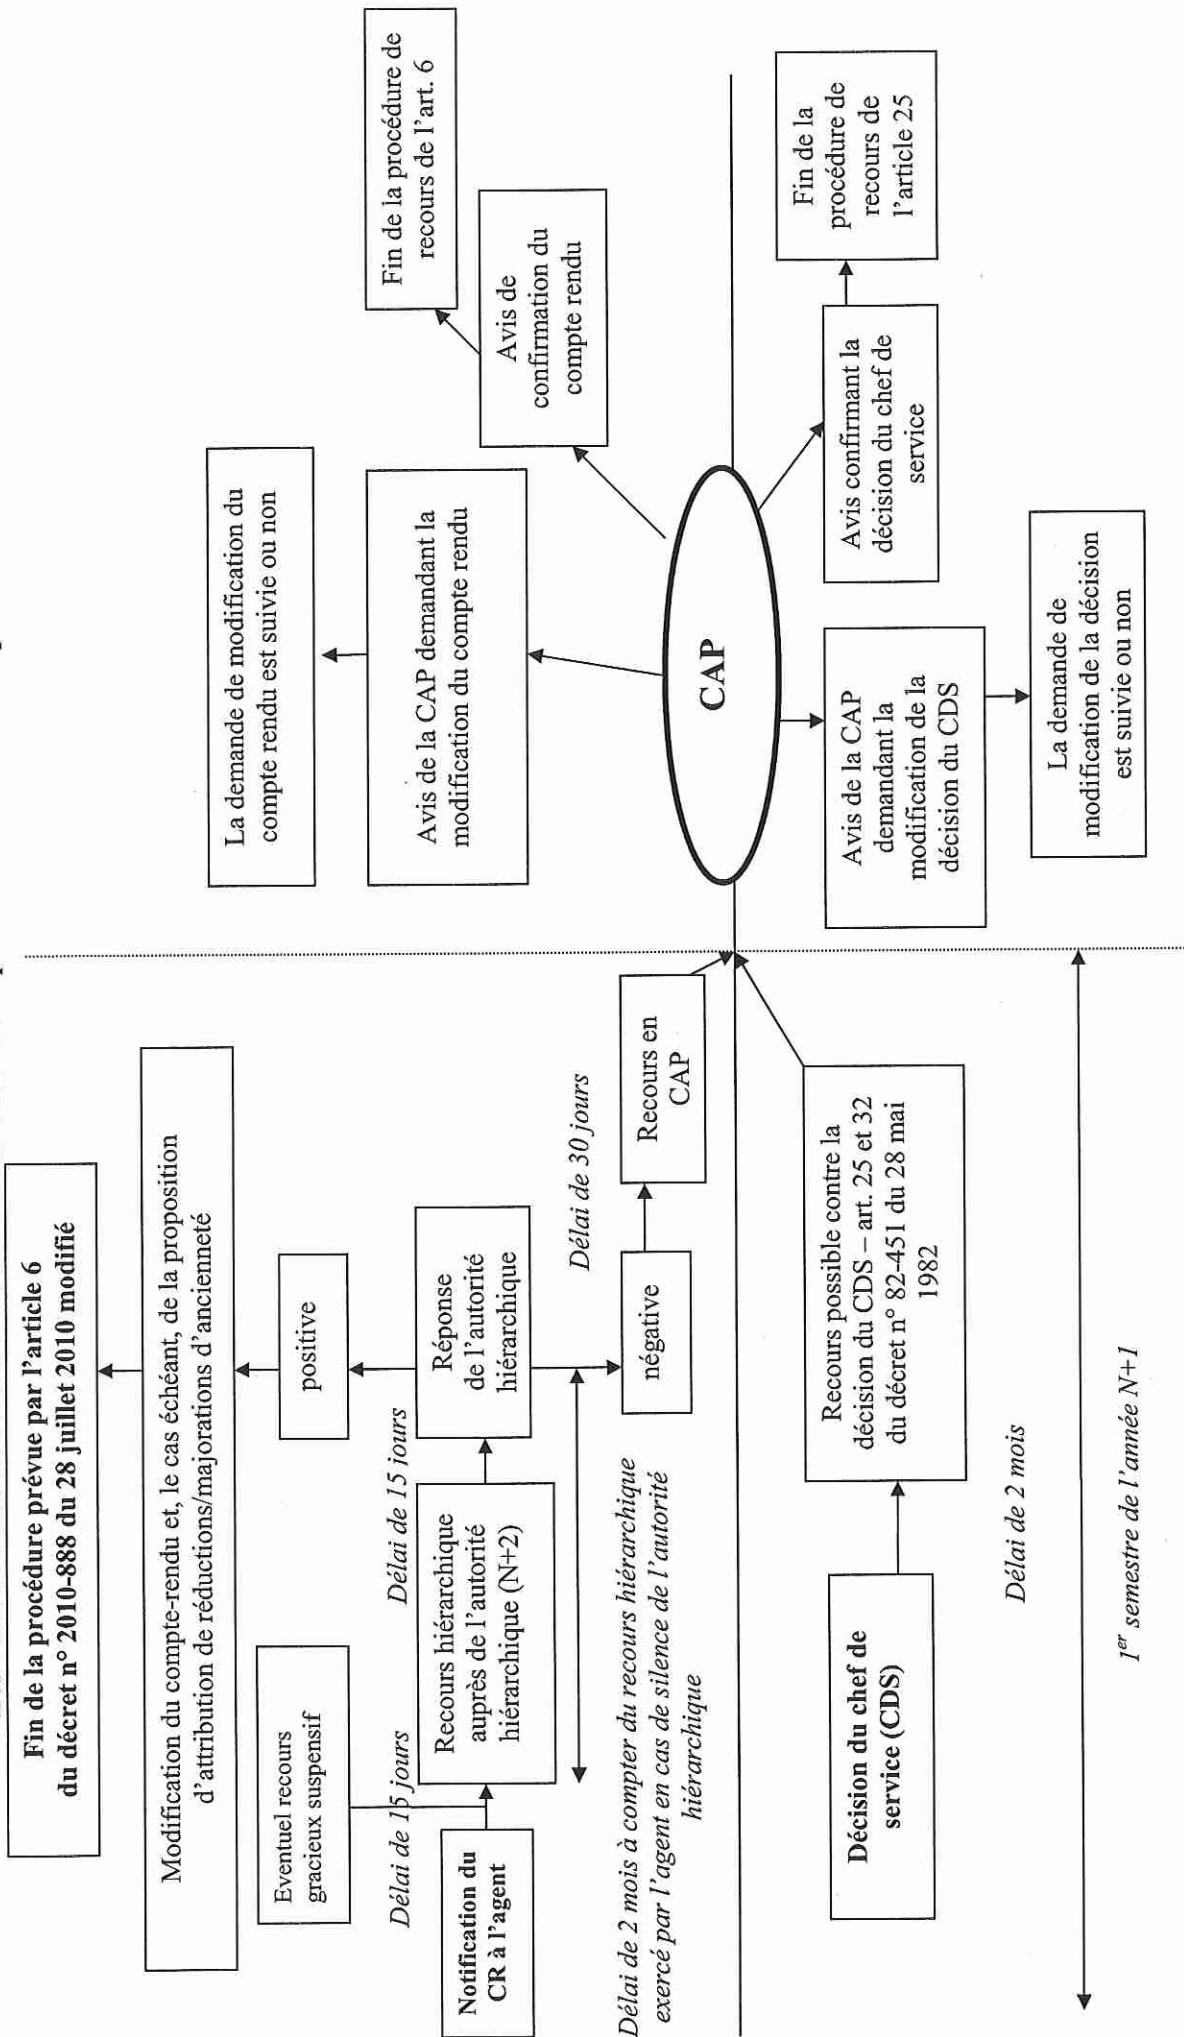 Fin de la procédure prévue par l'article 6
du décret n° 2010-888 du 28 juillet 2010 modifié
Modification du compte-rendu et, le cas échéant, de la proposition
d'attribution de réductions/majorations d'ancienneté
Eventuel recours
gracieux suspensif
positive
Délai de 15 jours
Délai de 15 jours
Notification du
CR à l'agent
Recours hiérarchique
auprès de l'autorité
hiérarchique (N+2)
Réponse
de l'autorité
hiérarchique
Délai de 30 jours
négative
Recours en
CAP
Délai de 2 mois à compter du recours hiérarchique
exercé par l'agent en cas de silence de l'autorité
hiérarchique
Décision du chef de
service (CDS)
Recours possible contre la
décision du CDS – art. 25 et 32
du décret n° 82-451 du 28 mai
1982
Délai de 2 mois
1er semestre de l'année N+1
La demande de modification du
compte rendu est suivie ou non
Avis de la CAP demandant la
modification du compte rendu
Fin de la procédure de
recours de l'art. 6
Avis de
confirmation du
compte rendu
CAP
Avis de la CAP
demandant la
modification de la
décision du CDS
Avis confirmant la
décision du chef de
service
Fin de la
procédure de
recours de
l'article 25
La demande de
modification de la décision
est suivie ou non